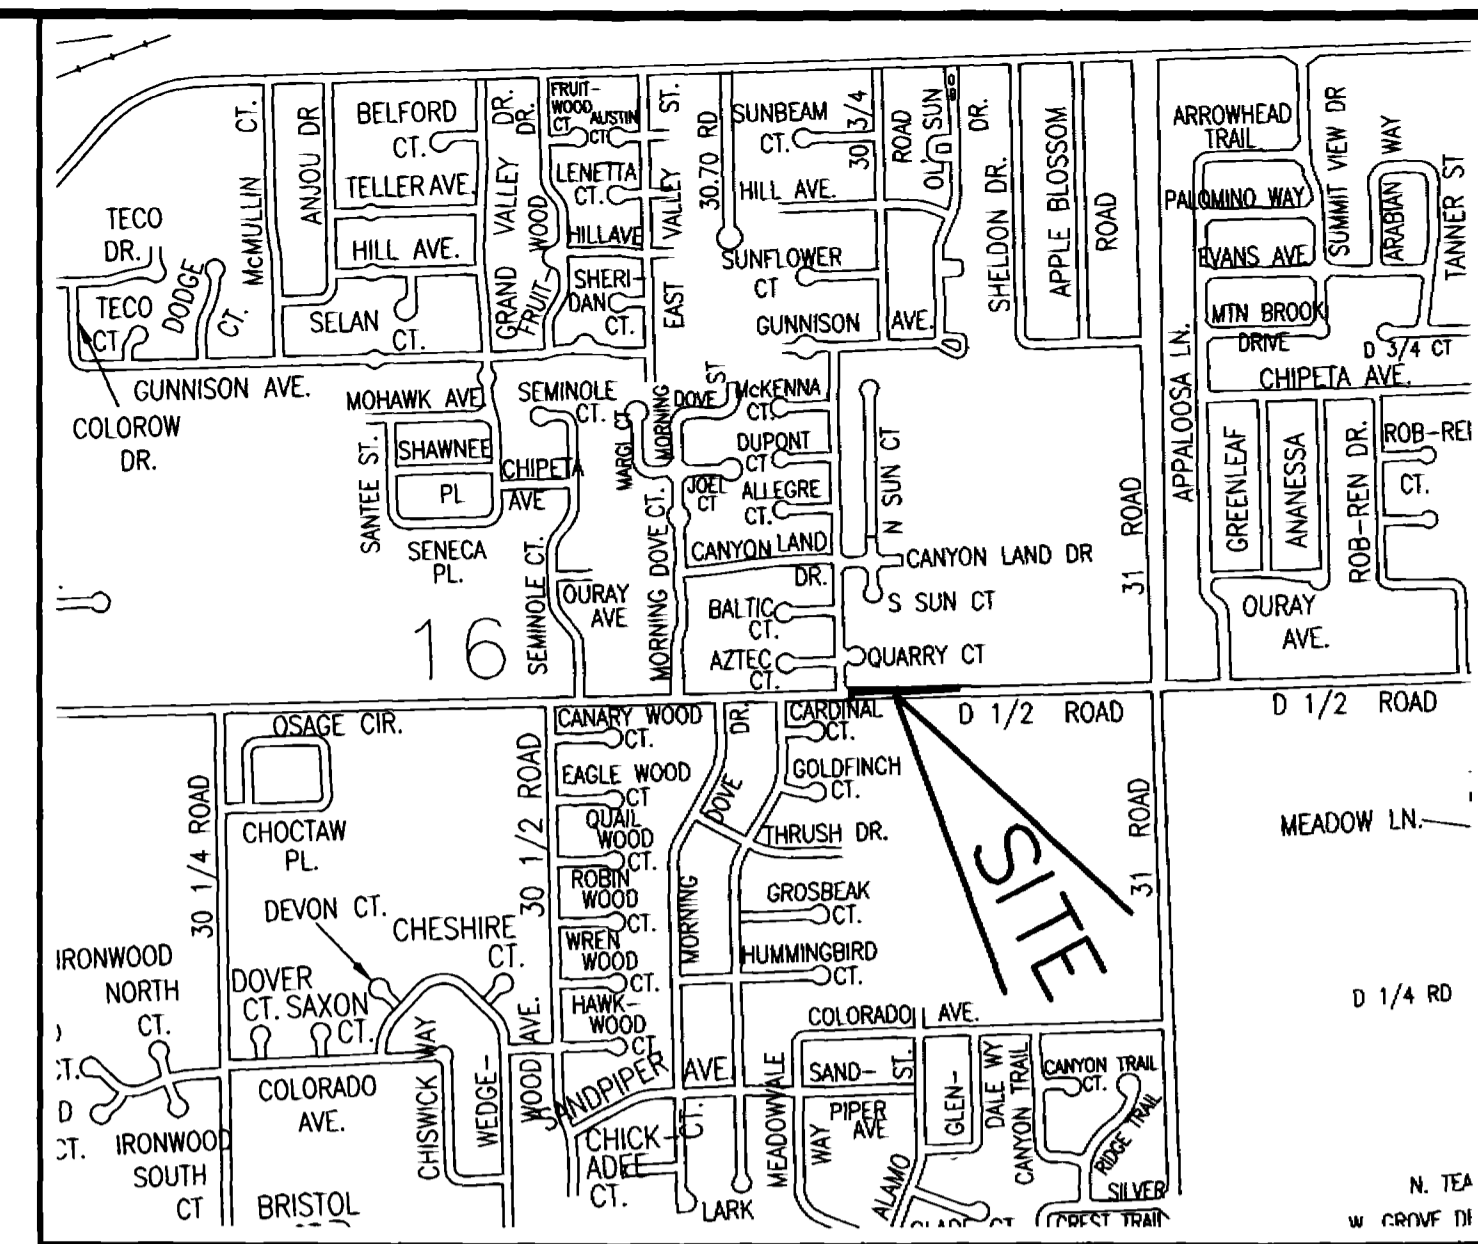 BELFORD
CT.
TELLER AVE.
HILL AVE.
SELAN
CT.
TECO
DR.
TECO
CT
DODGE
CT.
McMULLIN CT.
ANJOU DR
GUNNISON AVE.
COLOROW
DR.
GRAND VALLEY DR.
FRUIT-WOOD DR.
FRUIT-
WOOD
CT
AUSTIN
CT.
LENETTA
CT.
HILL AVE
SHERI-
DAN
CT.
EAST VALLEY ST.
30.70 RD
SUNBEAM
CT.
HILL AVE.
SUNFLOWER
CT
GUNNISON AVE.
30 3/4 ROAD
OL' SUN DR.
SHELDON DR.
APPLE BLOSSOM
ROAD
ARROWHEAD
TRAIL
PALOMINO WAY
EVANS AVE
MTN BROOK
DRIVE
SUMMIT VIEW DR
ARABIAN WAY
TANNER ST
D 3/4 CT
CHIPETA AVE.
APPALOOSA LN.
GREENLEAF
ANANESSA
ROB-REN DR.
ROB-REN
CT.
OURAY
AVE.
MOHAWK AVE
SHAWNEE
PL
SANTEE ST.
SENECA
PL.
CHIPETA
AVE
SEMINOLE
CT.
SEMINOLE CT.
OURAY
AVE
MARGI CT
MORNING DOVE ST
JOEL
CT
MORNING DOVE CT.
McKENNA
CT.
DUPONT
CT
ALLEGRE
CT.
CANYON LAND
DR.
BALTIC
CT.
AZTEC
CT.
N SUN CT
CANYON LAND DR
S SUN CT
QUARRY CT
31 ROAD
16
D 1/2 ROAD
D 1/2 ROAD
OSAGE CIR.
CHOCTAW
PL.
30 1/4 ROAD
30 1/2 ROAD
CANARY WOOD
CT.
EAGLE WOOD
CT
QUAIL
WOOD
CT.
ROBIN
WOOD
CT.
WREN
WOOD
CT.
HAWK-
WOOD
CT
MORNING DOVE DR.
CARDINAL
CT.
GOLDFINCH
CT.
THRUSH DR.
GROSBEAK
CT.
HUMMINGBIRD
CT.
SITE
31 ROAD
MEADOW LN.
D 1/4 RD
DEVON CT.
CHESHIRE
CT.
IRONWOOD
NORTH
CT.
DOVER
CT.
SAXON
CT.
COLORADO
AVE.
CHISWICK WAY
WEDGE-WOOD AVE.
CT.
D
CT.
IRONWOOD
SOUTH
CT
BRISTOL
SANDPIPER AVE.
CHICK-
ADEE
CT.
CT.
LARK
MEADOWVALE WAY
COLORADO AVE.
SAND-
PIPER
AVE
ST.
ALAMO
GLEN-DALE WY
CANYON TRAIL
CANYON TRAIL
CT.
RIDGE TRAIL
SILVER
CREST TRAIL
N. TEA
W GROVE